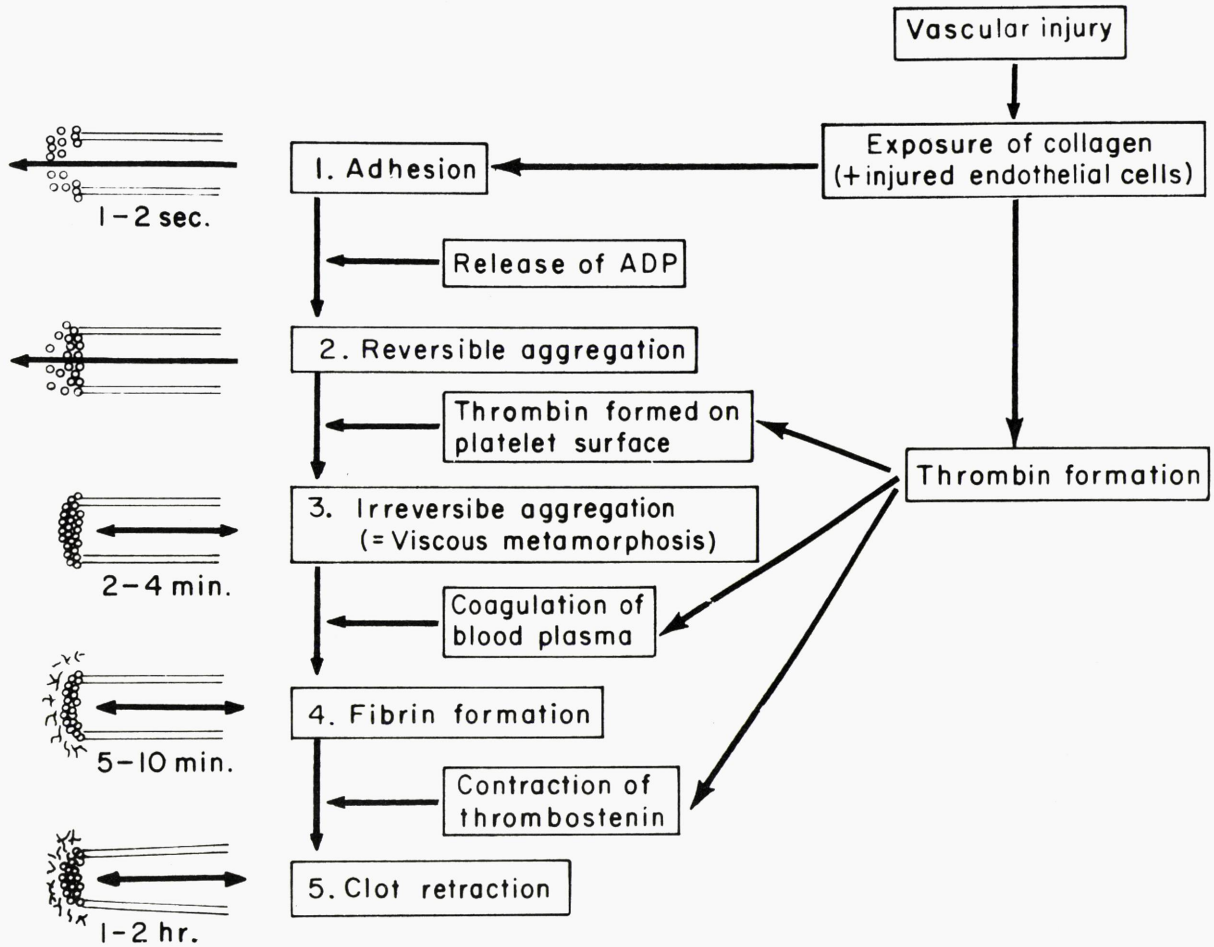 Vascular injury
Exposure of collagen
(+injured endothelial cells)
1. Adhesion
1-2 sec.
Release of ADP
2. Reversible aggregation
Thrombin formed on
platelet surface
Thrombin formation
3. Irreversibe aggregation
(= Viscous metamorphosis)
2-4 min.
Coagulation of
blood plasma
4. Fibrin formation
5-10 min.
Contraction of
thrombostenin
5. Clot retraction
1-2 hr.